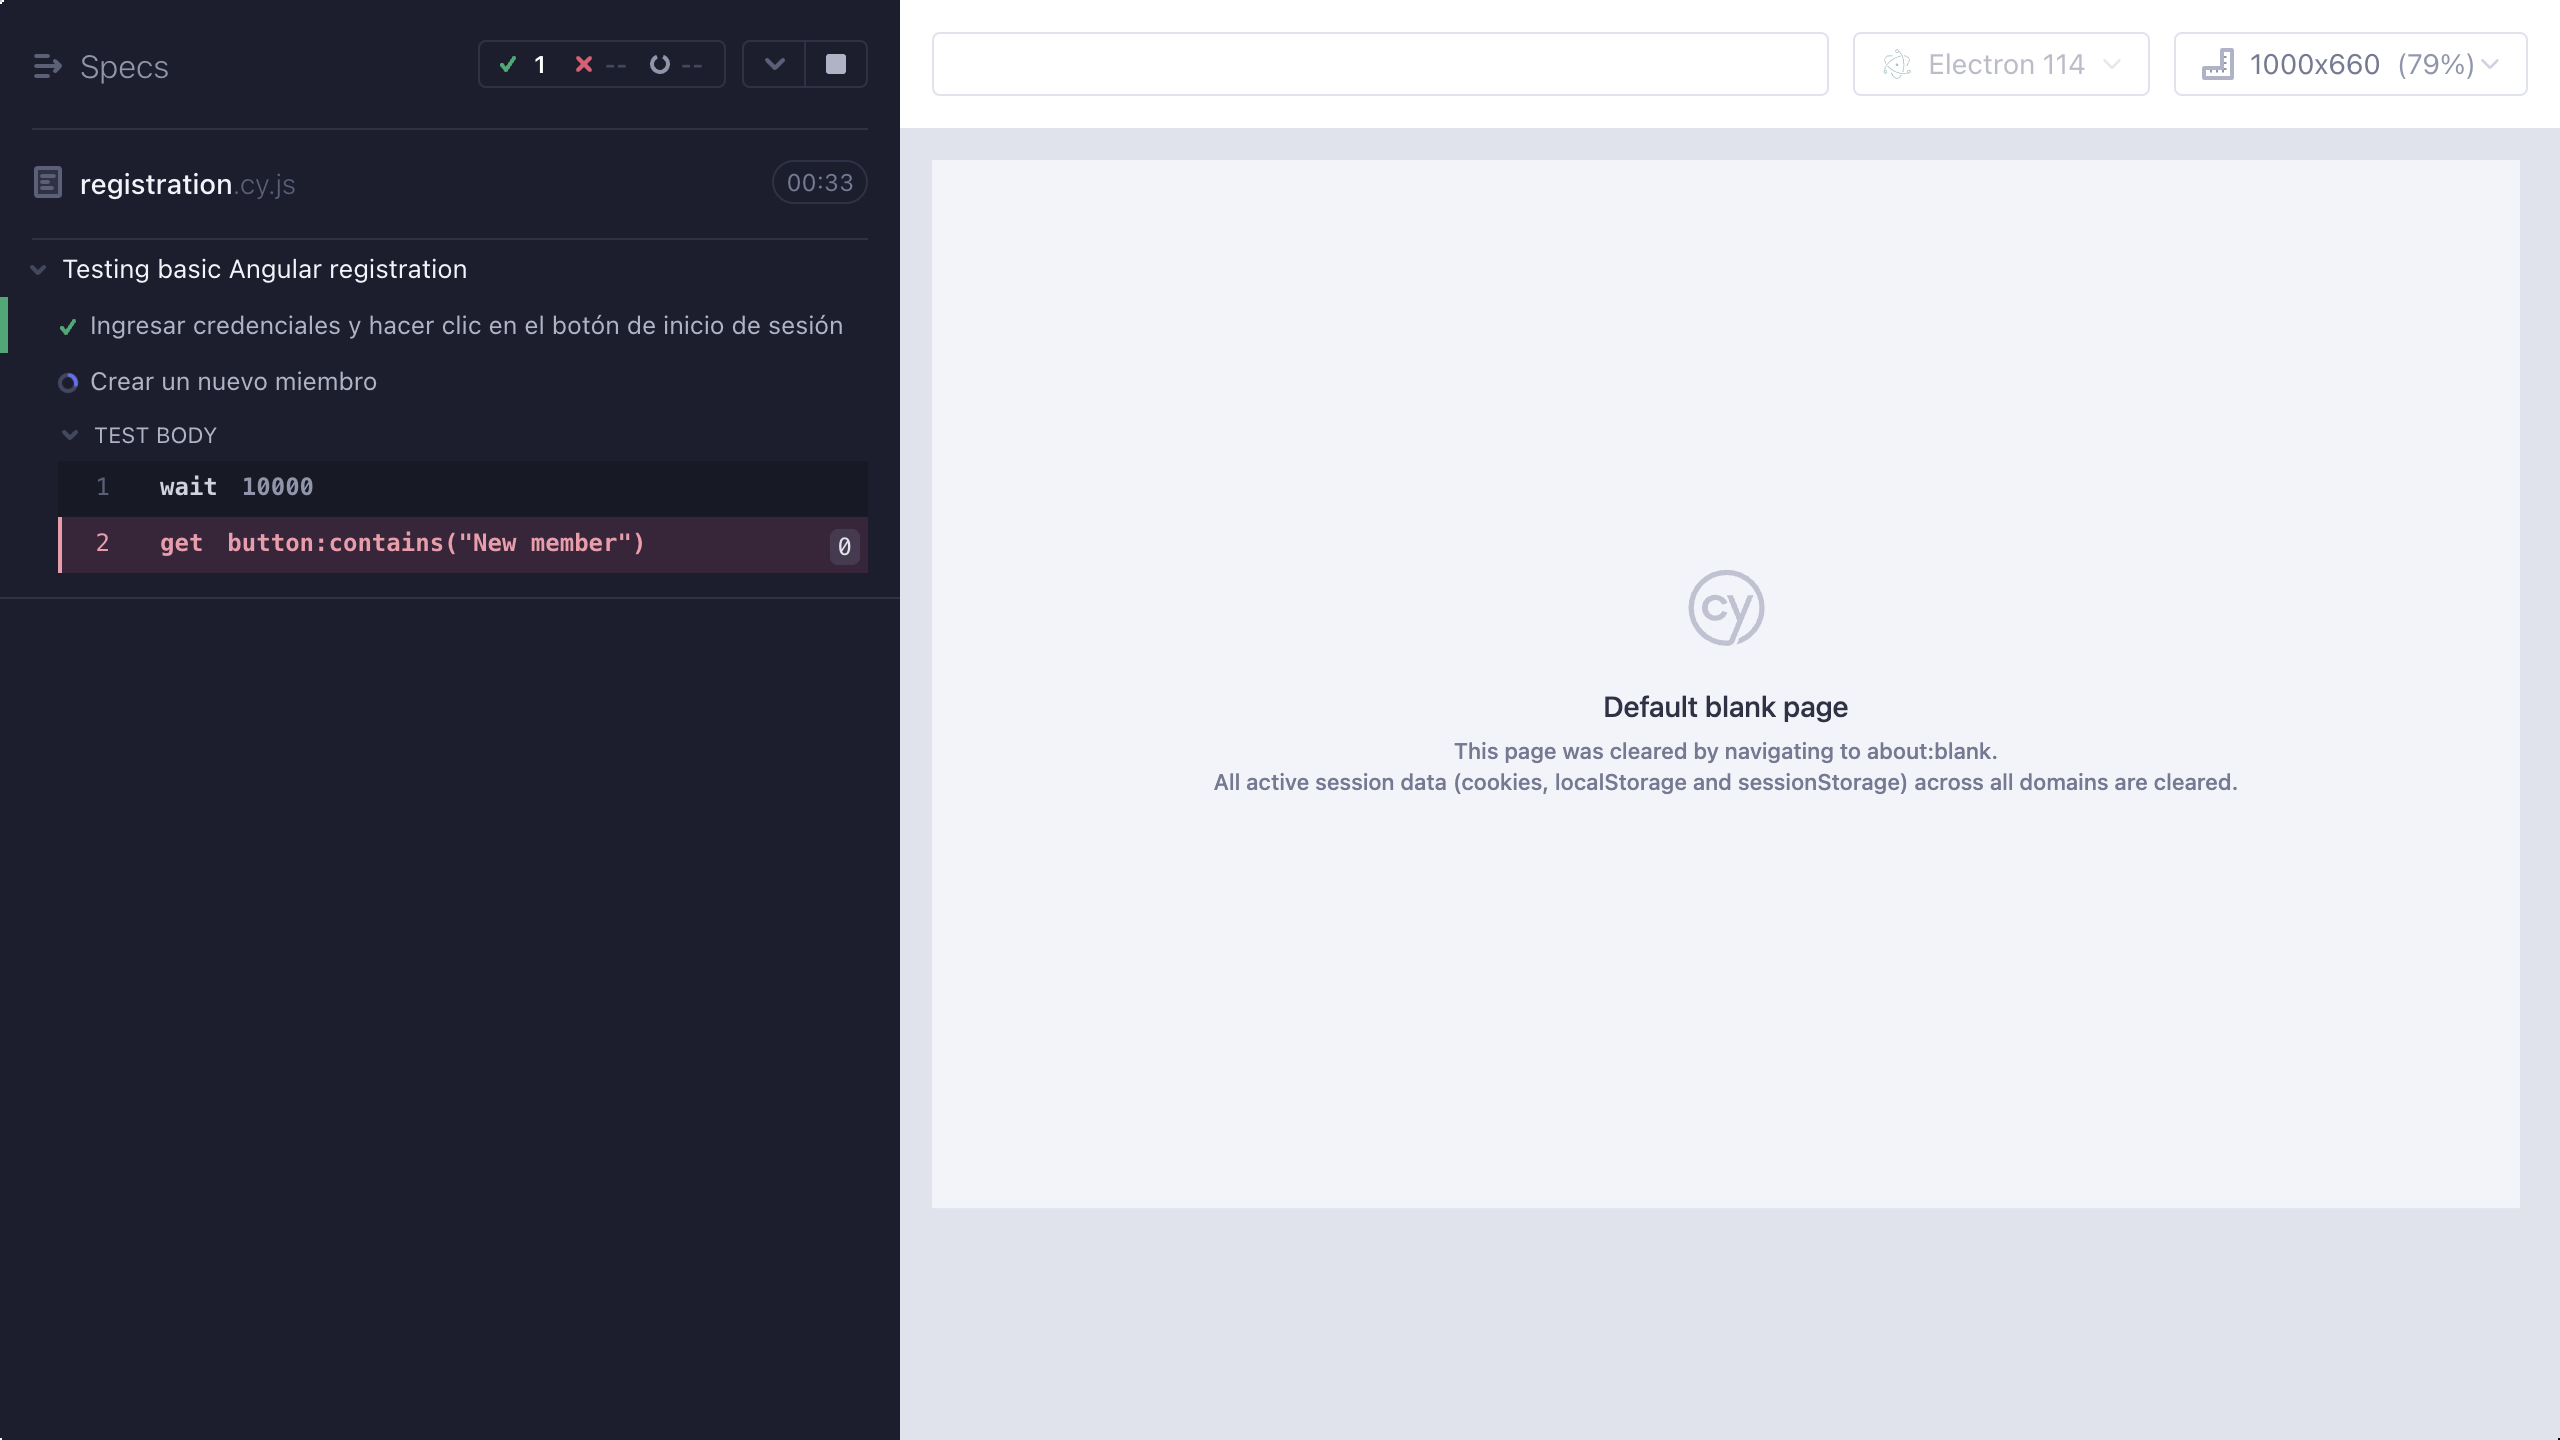 Specs
1 -- --
registration.cy.js
00:33
Testing basic Angular registration
Ingresar credenciales y hacer clic en el botón de inicio de sesión
Crear un nuevo miembro
TEST BODY
1 wait 10000
2 get button:contains("New member") 0
Electron 114
1000x660 (79%)
cy
Default blank page
This page was cleared by navigating to about:blank.
All active session data (cookies, localStorage and sessionStorage) across all domains are cleared.